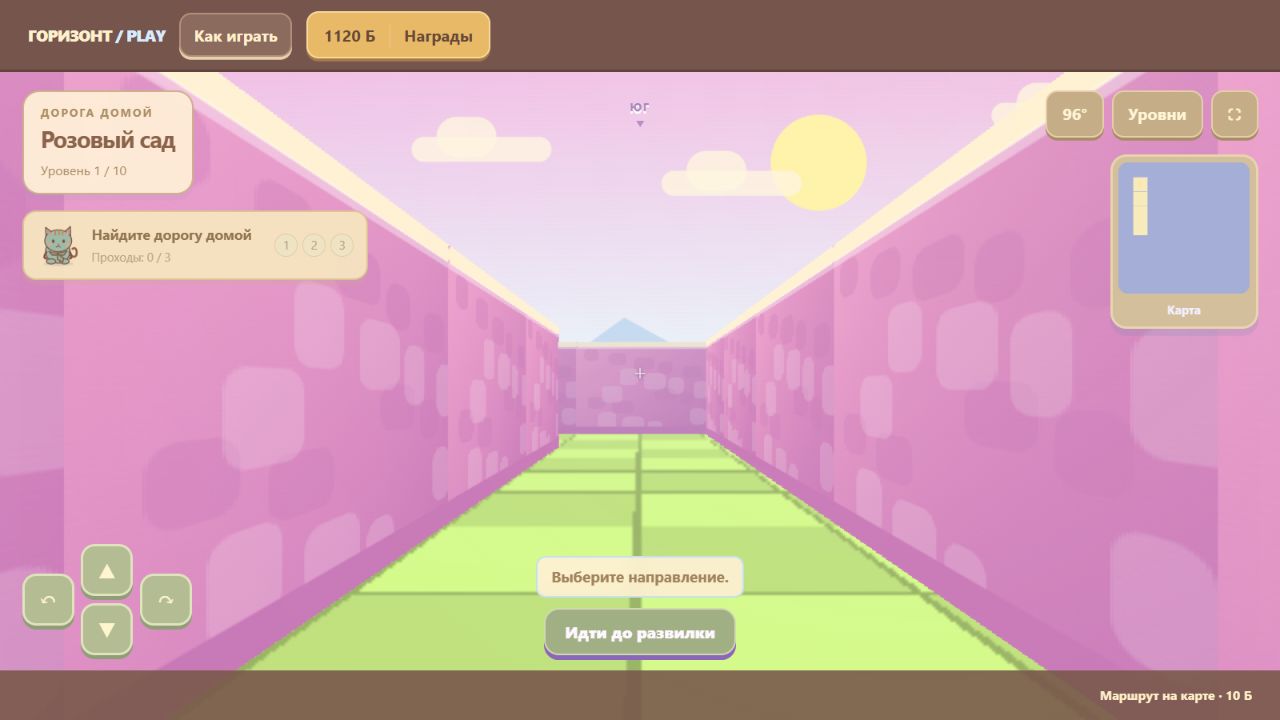 ГОРИЗОНТ / PLAY
Как играть
1120 Б
Награды
ДОРОГА ДОМОЙ
Розовый сад
Уровень 1 / 10
Найдите дорогу домой
Проходы: 0 / 3
1 2 3
ЮГ
96°
Уровни
Карта
Выберите направление.
Идти до развилки
Маршрут на карте · 10 Б